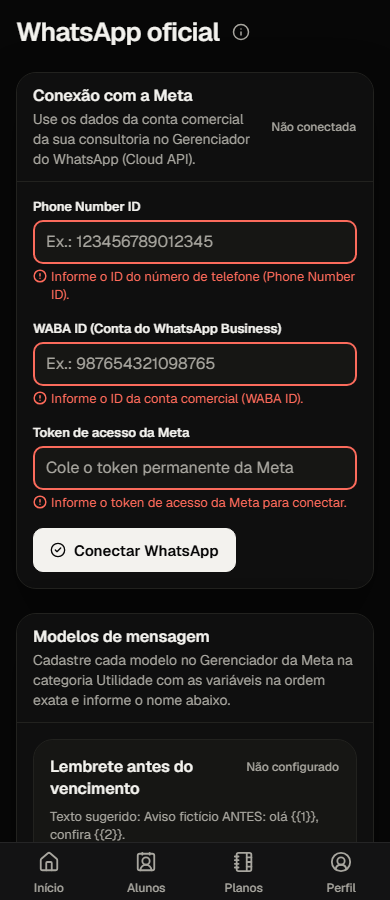 WhatsApp oficial
Conexão com a Meta
Use os dados da conta comercial
da sua consultoria no Gerenciador
do WhatsApp (Cloud API).
Não conectada
Phone Number ID
Ex.: 123456789012345
Informe o ID do número de telefone (Phone Number
ID).
WABA ID (Conta do WhatsApp Business)
Ex.: 987654321098765
Informe o ID da conta comercial (WABA ID).
Token de acesso da Meta
Cole o token permanente da Meta
Informe o token de acesso da Meta para conectar.
Conectar WhatsApp
Modelos de mensagem
Cadastre cada modelo no Gerenciador da Meta na
categoria Utilidade com as variáveis na ordem
exata e informe o nome abaixo.
Lembrete antes do
vencimento
Não configurado
Texto sugerido: Aviso fictício ANTES: olá {{1}},
confira {{2}}.
Início
Alunos
Planos
Perfil